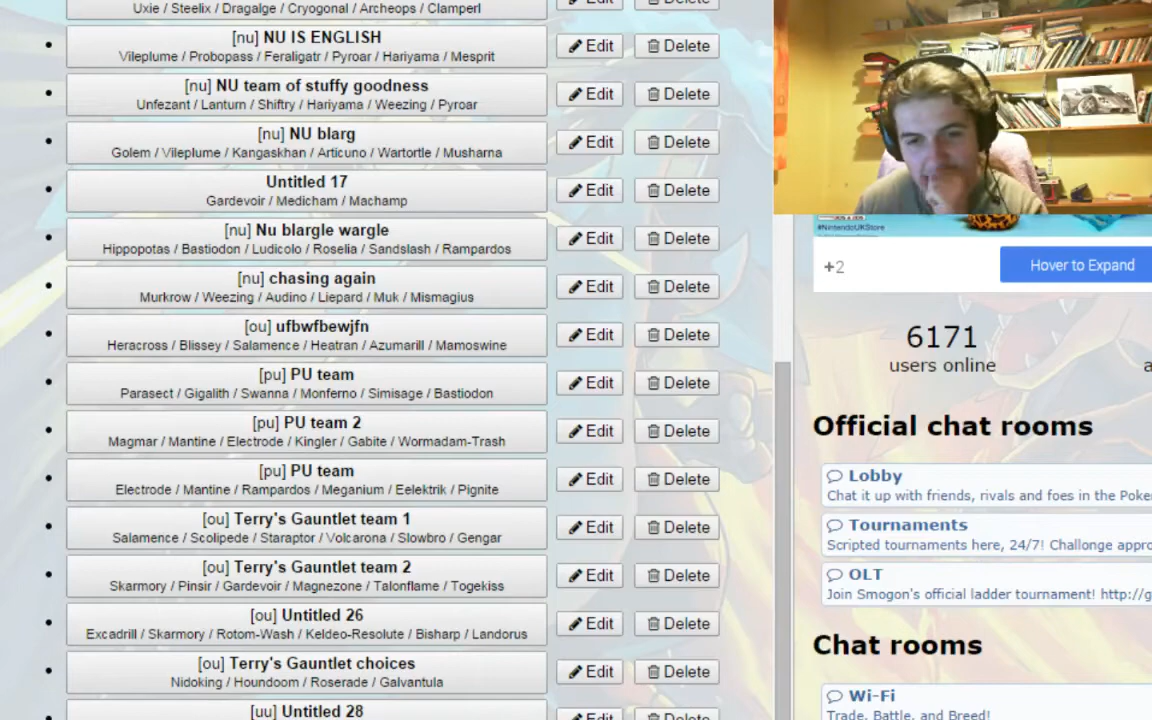 Uxie / Steelix / Dragalge / Cryogonal / Archeops / Clamperl
Edit Delete
[nu] NU IS ENGLISH
Vileplume / Probopass / Feraligatr / Pyroar / Hariyama / Mesprit
Edit Delete
[nu] NU team of stuffy goodness
Unfezant / Lanturn / Shiftry / Hariyama / Weezing / Pyroar
Edit Delete
[nu] NU blarg
Golem / Vileplume / Kangaskhan / Articuno / Wartortle / Musharna
Edit Delete
Untitled 17
Gardevoir / Medicham / Machamp
Edit Delete
[nu] Nu blargle wargle
Hippopotas / Bastiodon / Ludicolo / Roselia / Sandslash / Rampardos
Edit Delete
[nu] chasing again
Murkrow / Weezing / Audino / Liepard / Muk / Mismagius
Edit Delete
[ou] ufbwfbewjfn
Heracross / Blissey / Salamence / Heatran / Azumarill / Mamoswine
Edit Delete
[pu] PU team
Parasect / Gigalith / Swanna / Monferno / Simisage / Bastiodon
Edit Delete
[pu] PU team 2
Magmar / Mantine / Electrode / Kingler / Gabite / Wormadam-Trash
Edit Delete
[pu] PU team
Electrode / Mantine / Rampardos / Meganium / Eelektrik / Pignite
Edit Delete
[ou] Terry's Gauntlet team 1
Salamence / Scolipede / Staraptor / Volcarona / Slowbro / Gengar
Edit Delete
[ou] Terry's Gauntlet team 2
Skarmory / Pinsir / Gardevoir / Magnezone / Talonflame / Togekiss
Edit Delete
[ou] Untitled 26
Excadrill / Skarmory / Rotom-Wash / Keldeo-Resolute / Bisharp / Landorus
Edit Delete
[ou] Terry's Gauntlet choices
Nidoking / Houndoom / Roserade / Galvantula
Edit Delete
[uu] Untitled 28
Edit Delete
#NintendoUKStore
+2
Hover to Expand
6171
users online
a
Official chat rooms
Lobby
Chat it up with friends, rivals and foes in the Poke
Tournaments
Scripted tournaments here, 24/7! Challonge appro
OLT
Join Smogon's official ladder tournament! http://g
Chat rooms
Wi-Fi
Trade, Battle, and Breed!